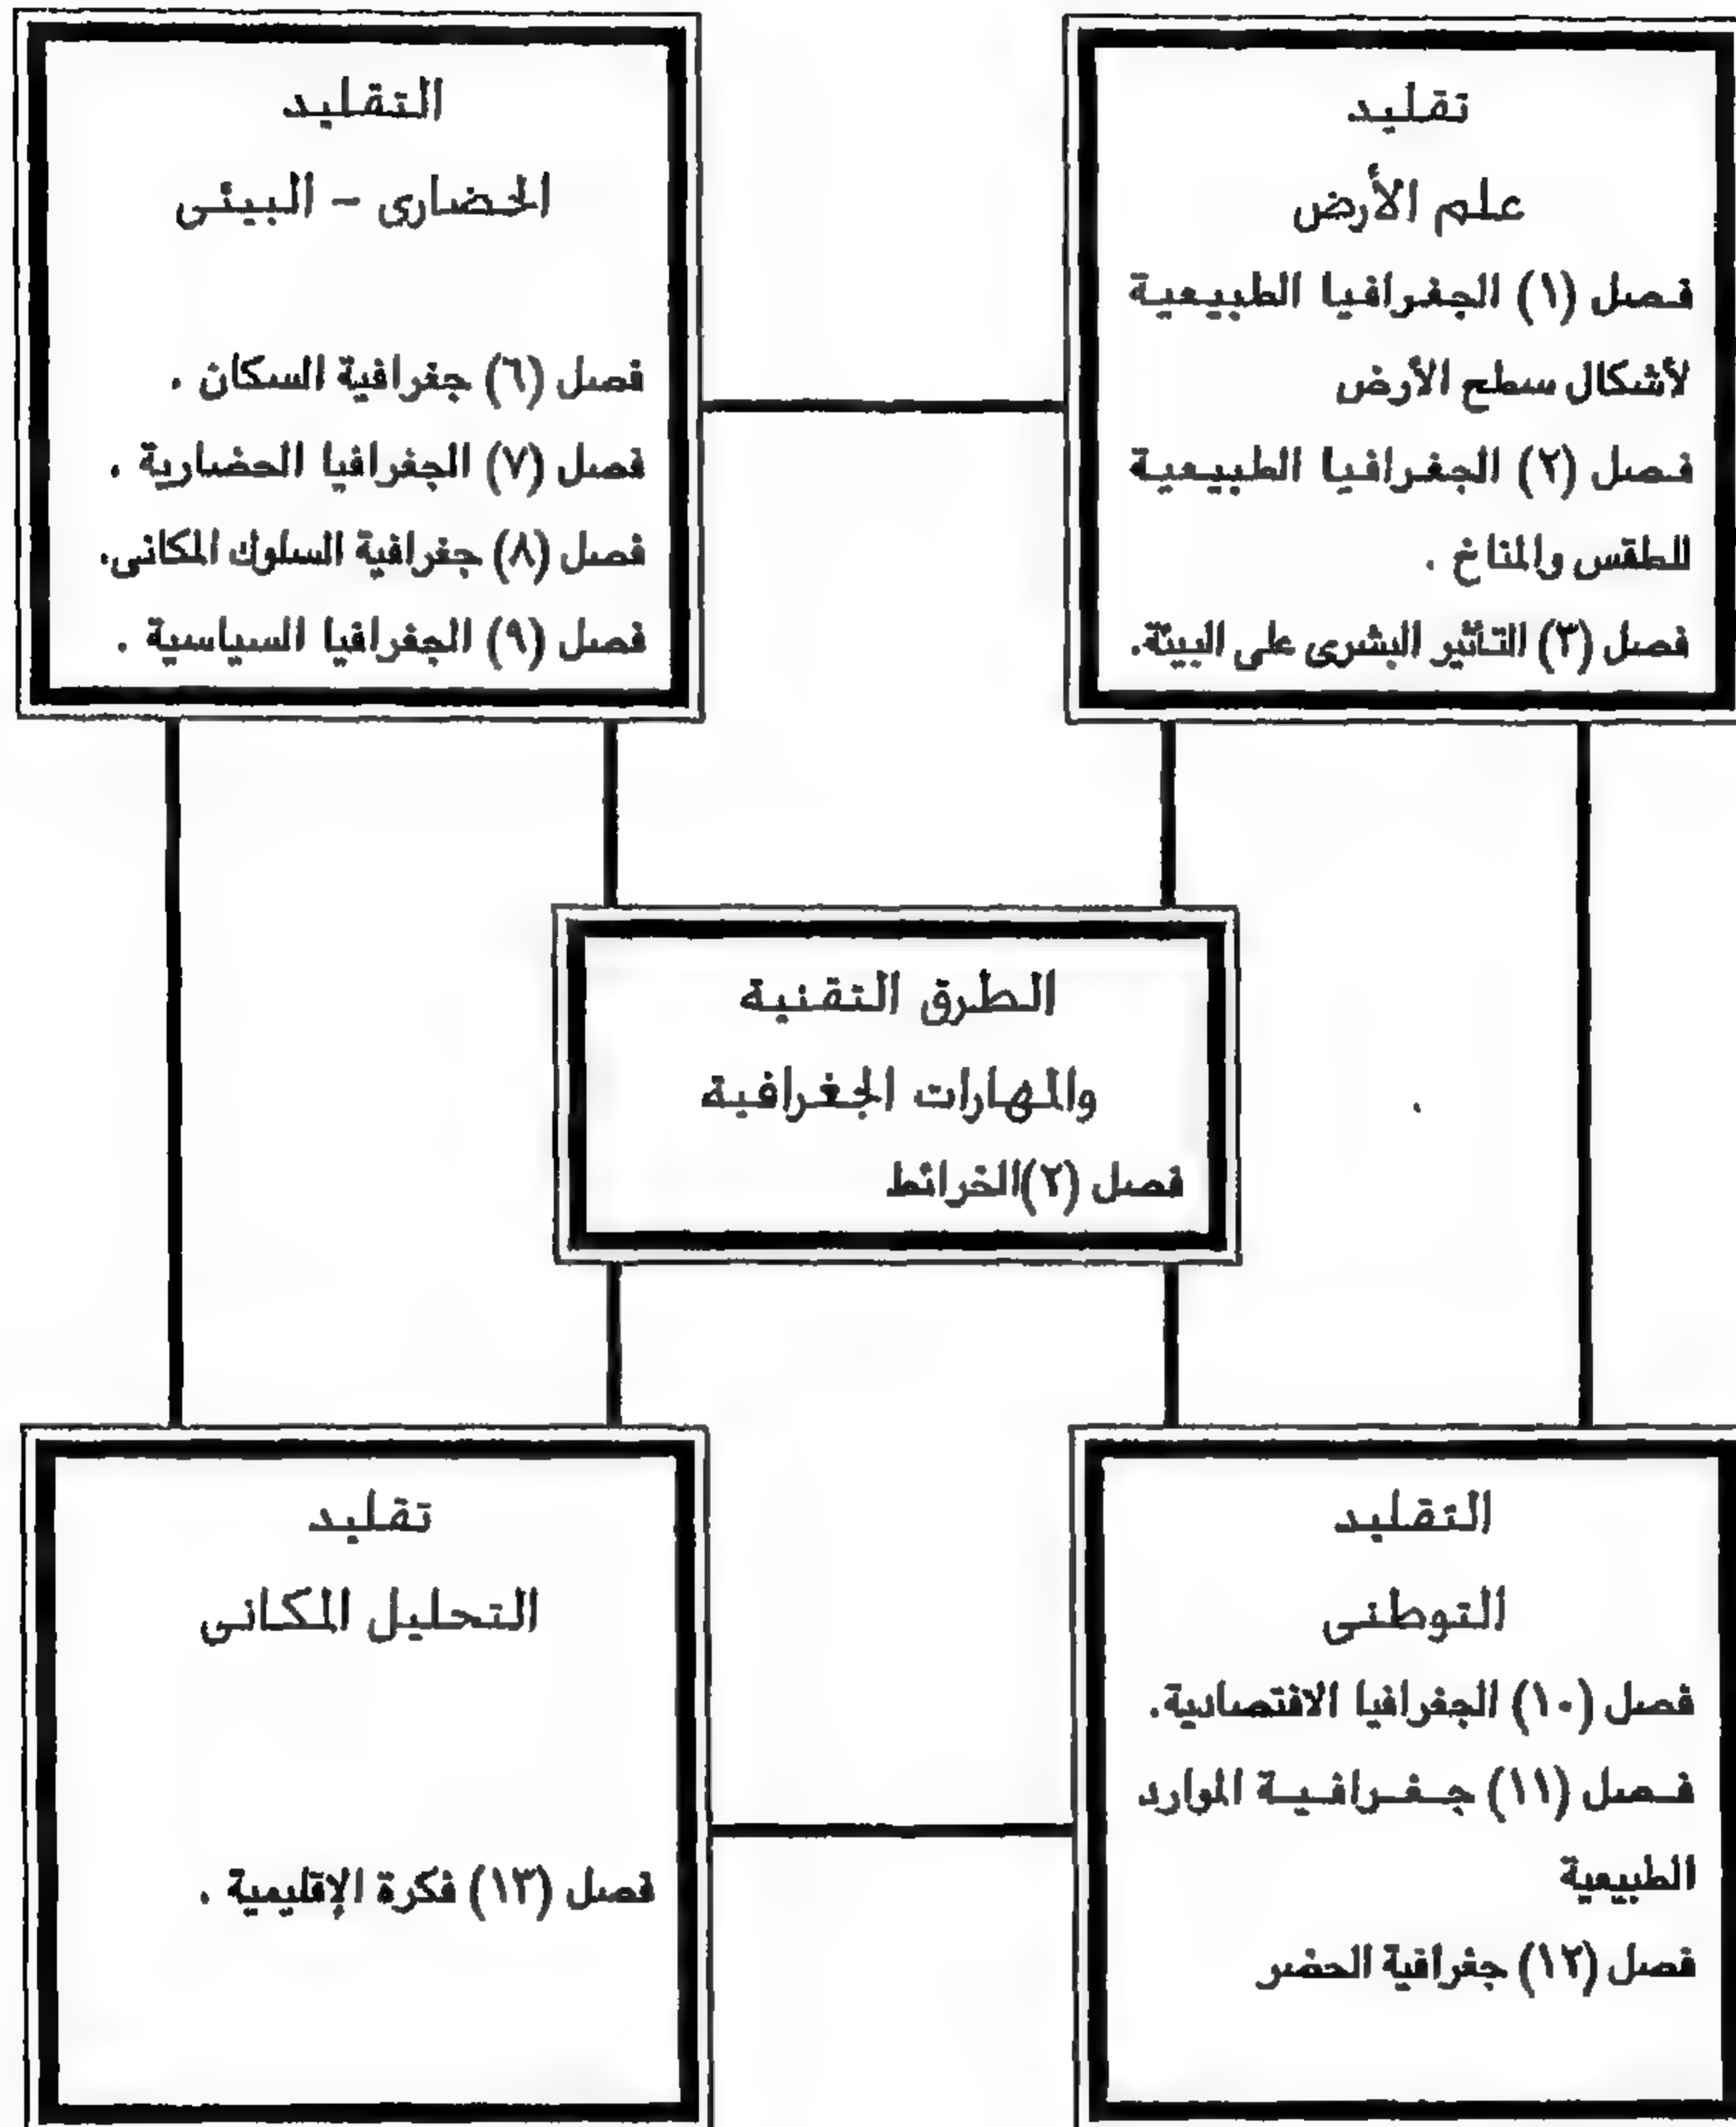 تقليد
علم الأرض
فصل (١) الجغرافيا الطبيعية
لأشكال سطح الأرض
فصل (٢) الجغرافيا الطبيعية
للطقس والمناخ .
فصل (٣) التأثير البشرى على البيئة.
التقليد
الحضارى - البيئى
فصل (٦) جغرافية السكان .
فصل (٧) الجغرافيا الحضارية .
فصل (٨) جغرافية السلوك المكانى.
فصل (٩) الجغرافيا السياسية .
الطرق التقنية
والمهارات الجغرافية
فصل (٢)الخرائط
التقليد
التوطنى
فصل (١٠) الجغرافيا الاقتصادية.
فصل (١١) جغرافية الموارد
الطبيعية
فصل (١٢) جغرافية الحضر
تقليد
التحليل المكانى
فصل (١٣) فكرة الإقليمية .